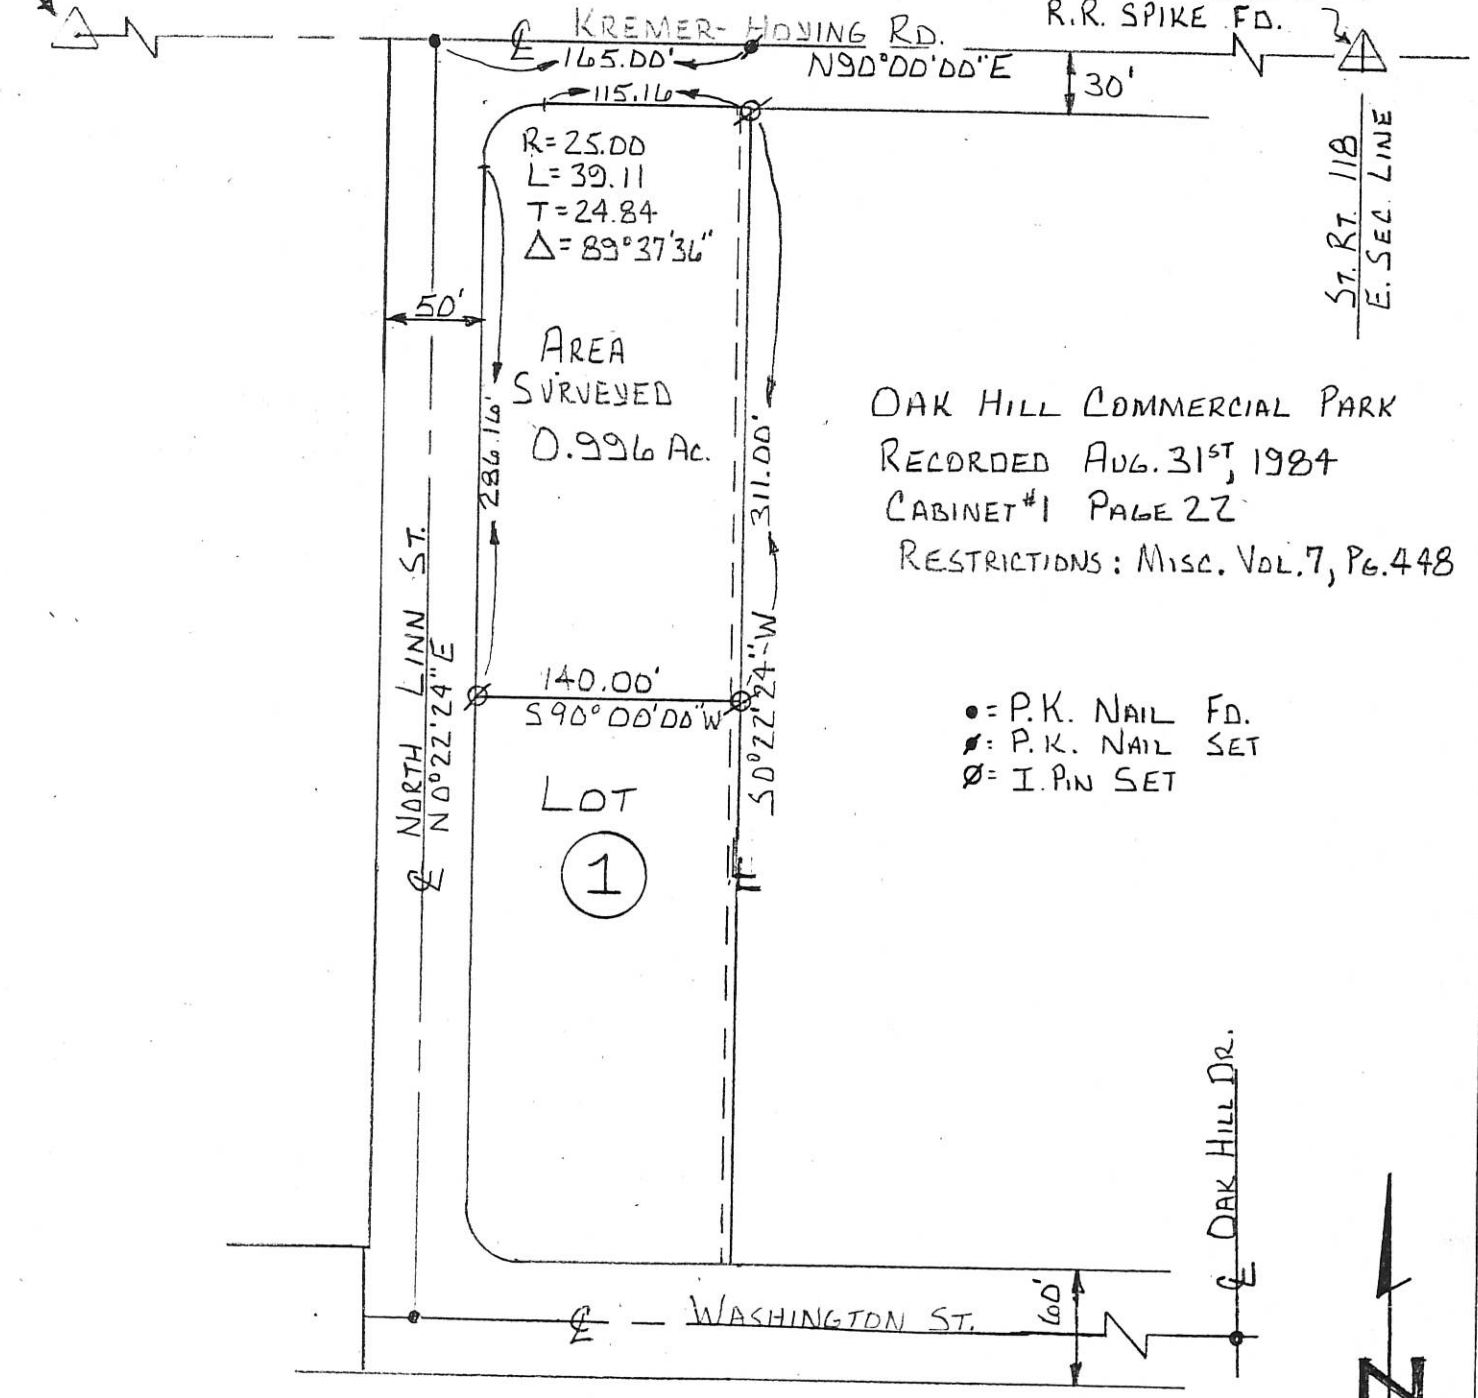 R.R. SPIKE FD.
℄ KREMER-HOYING RD.
165.00'
N90°00'00"E
30'
115.16
R=25.00
L=39.11
T=24.84
Δ=89°37'36"
ST. RT. 118
E. SEC. LINE
50'
AREA
SURVEYED
0.996 AC.
286.16'
311.00'
S0°22'24"W
OAK HILL COMMERCIAL PARK
RECORDED AUG. 31ST, 1984
CABINET #1 PAGE 22
RESTRICTIONS: MISC. VOL.7, PG.448
℄ NORTH LINN ST.
N0°22'24"E
140.00'
S90°00'00"W
•= P.K. NAIL FD.
: P.K. NAIL SET
Ø= I. PIN SET
LOT
1
℄ OAK HILL DR.
60'
℄ WASHINGTON ST.
N